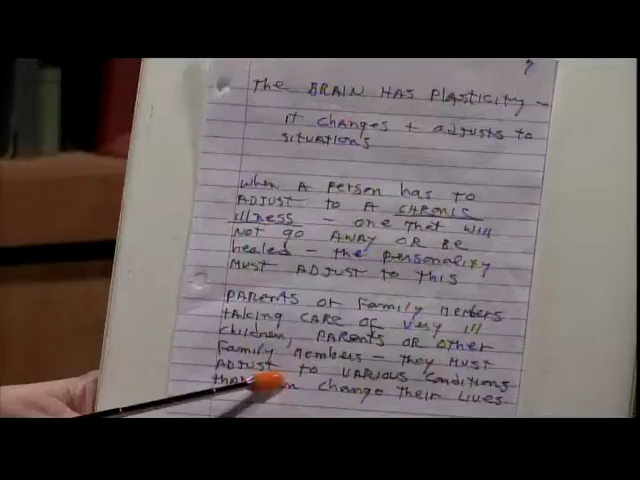 7
The BRAIN HAS Plasticity -
it changes + adjusts to
situations
When A person has to
ADJUST to A CHRONIC
illness - one that will
NOT go AWAY OR BE
healed - the personality
MUST ADJUST to this
PARENTS or Family Members
taking CARE of very ill
children, PARENTS OR other
Family members - they MUST
ADJUST to VARIOUS conditions
change their lives